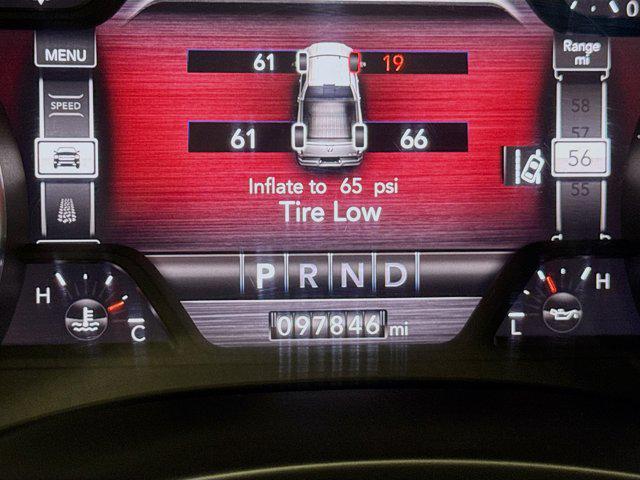 0
MENU
Range
mi
61 19
SPEED
58
57
61 66
56
55
Inflate to 65 psi
Tire Low
P R N D
H C
L H
097846 mi